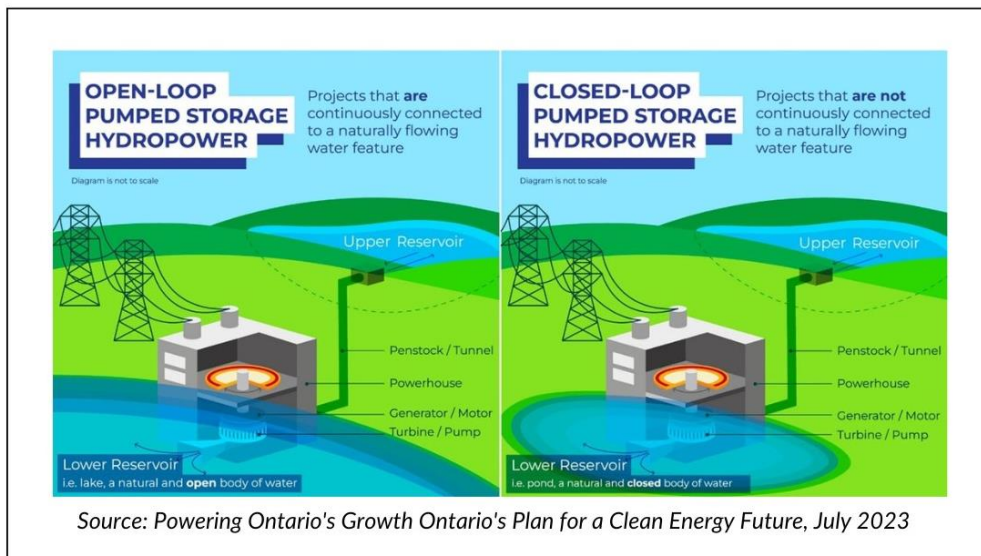 OPEN-LOOP
PUMPED STORAGE
HYDROPOWER
Projects that are
continuously connected
to a naturally flowing
water feature
Diagram is not to scale
Upper Reservoir
Penstock / Tunnel
Powerhouse
Generator / Motor
Turbine / Pump
Lower Reservoir
i.e. lake, a natural and open body of water
CLOSED-LOOP
PUMPED STORAGE
HYDROPOWER
Projects that are not
continuously connected
to a naturally flowing
water feature
Diagram is not to scale
Upper Reservoir
Penstock / Tunnel
Powerhouse
Generator / Motor
Turbine / Pump
Lower Reservoir
i.e. pond, a natural and closed body of water
Source: Powering Ontario's Growth Ontario's Plan for a Clean Energy Future, July 2023